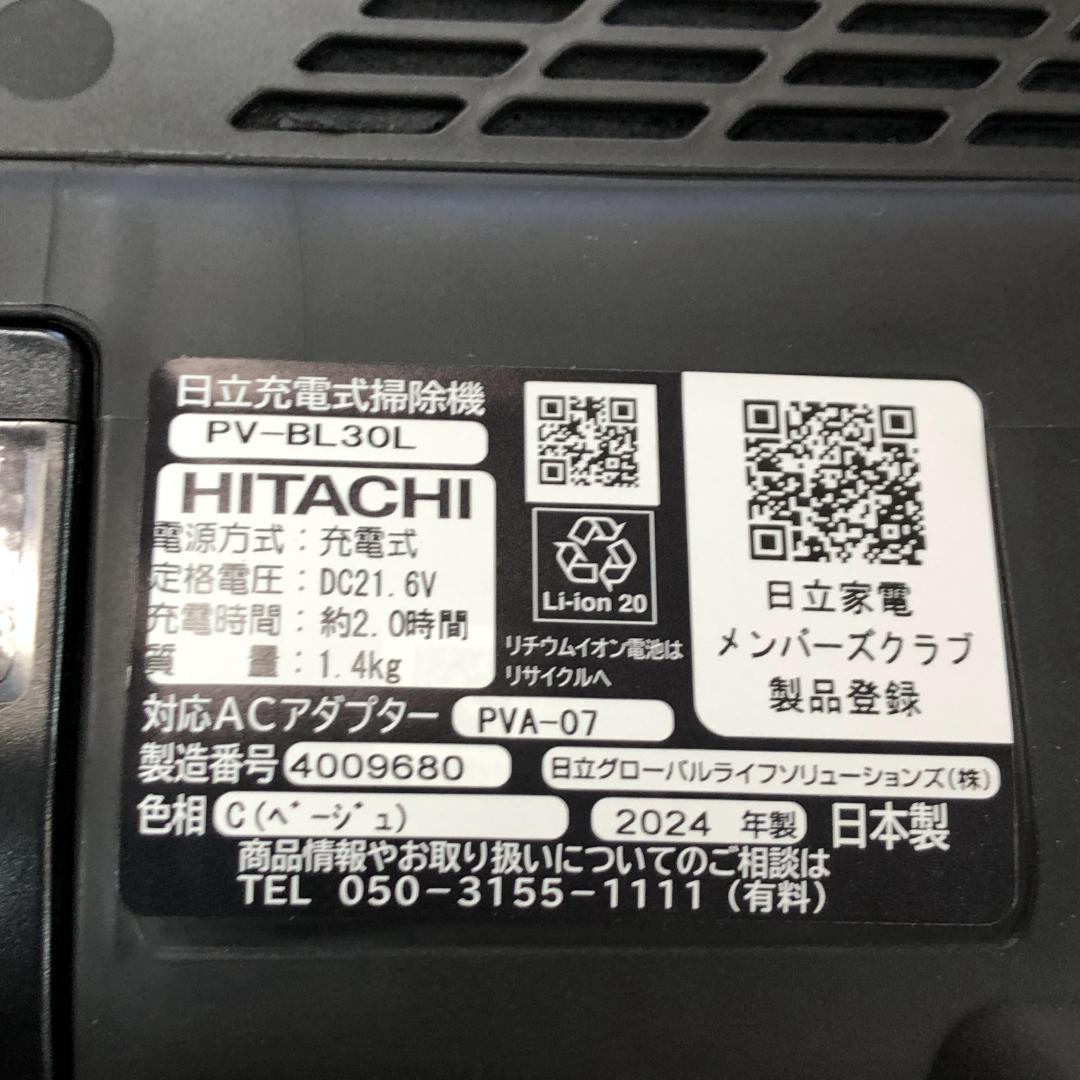 日立充電式掃除機
PV-BL30L
HITACHI
電源方式：充電式
定格電圧：DC21.6V
充電時間：約2.0時間
質　　量：1.4kg
Li-ion 20
リチウムイオン電池は
リサイクルへ
日立家電
メンバーズクラブ
製品登録
対応ACアダプター PVA-07
製造番号 4009680 日立グローバルライフソリューションズ(株)
色相 C(ﾍﾞｰｼﾞｭ) 2024 年製 日本製
商品情報やお取り扱いについてのご相談は
TEL 050-3155-1111 (有料)